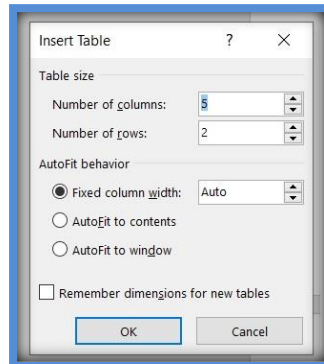 Insert Table ? ×
Table size
Number of columns: 5
Number of rows: 2
AutoFit behavior
Fixed column width: Auto
AutoFit to contents
AutoFit to window
Remember dimensions for new tables
OK Cancel